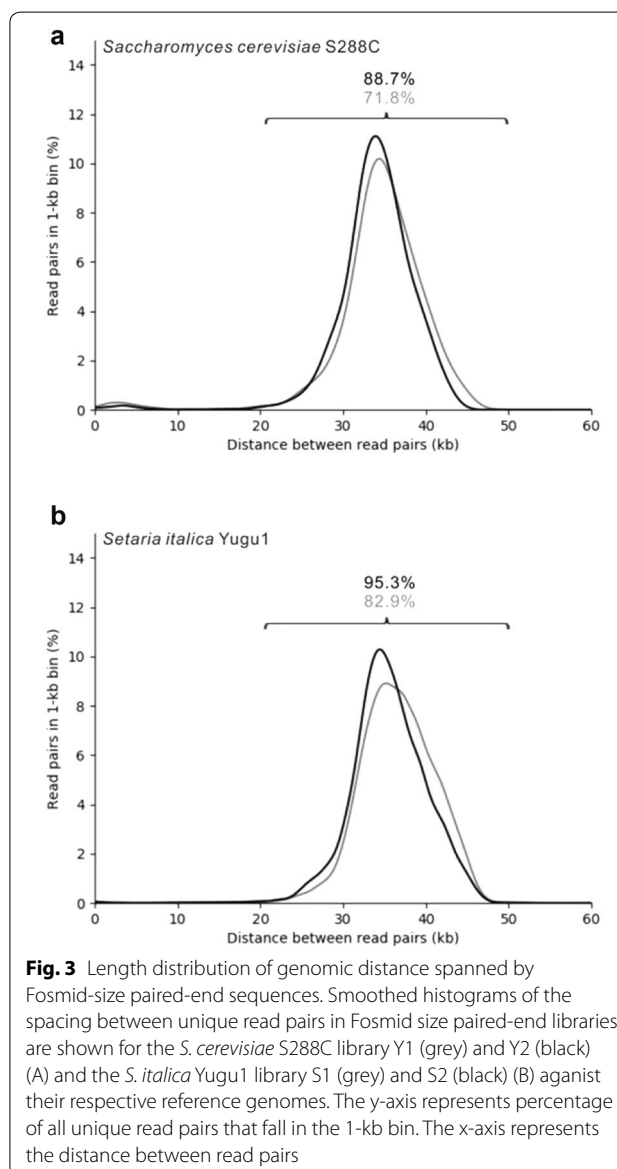 a
Saccharomyces cerevisiae S288C
14
88.7%
71.8%
12
10
8
6
4
2
0
Read pairs in 1-kb bin (%)
0 10 20 30 40 50 60
Distance between read pairs (kb)
b
Setaria italica Yugu1
14
95.3%
82.9%
12
10
8
6
4
2
0
Read pairs in 1-kb bin (%)
0 10 20 30 40 50 60
Distance between read pairs (kb)
Fig. 3 Length distribution of genomic distance spanned by
Fosmid-size paired-end sequences. Smoothed histograms of the
spacing between unique read pairs in Fosmid size paired-end libraries
are shown for the S. cerevisiae S288C library Y1 (grey) and Y2 (black)
(A) and the S. italica Yugu1 library S1 (grey) and S2 (black) (B) aganist
their respective reference genomes. The y-axis represents percentage
of all unique read pairs that fall in the 1-kb bin. The x-axis represents
the distance between read pairs